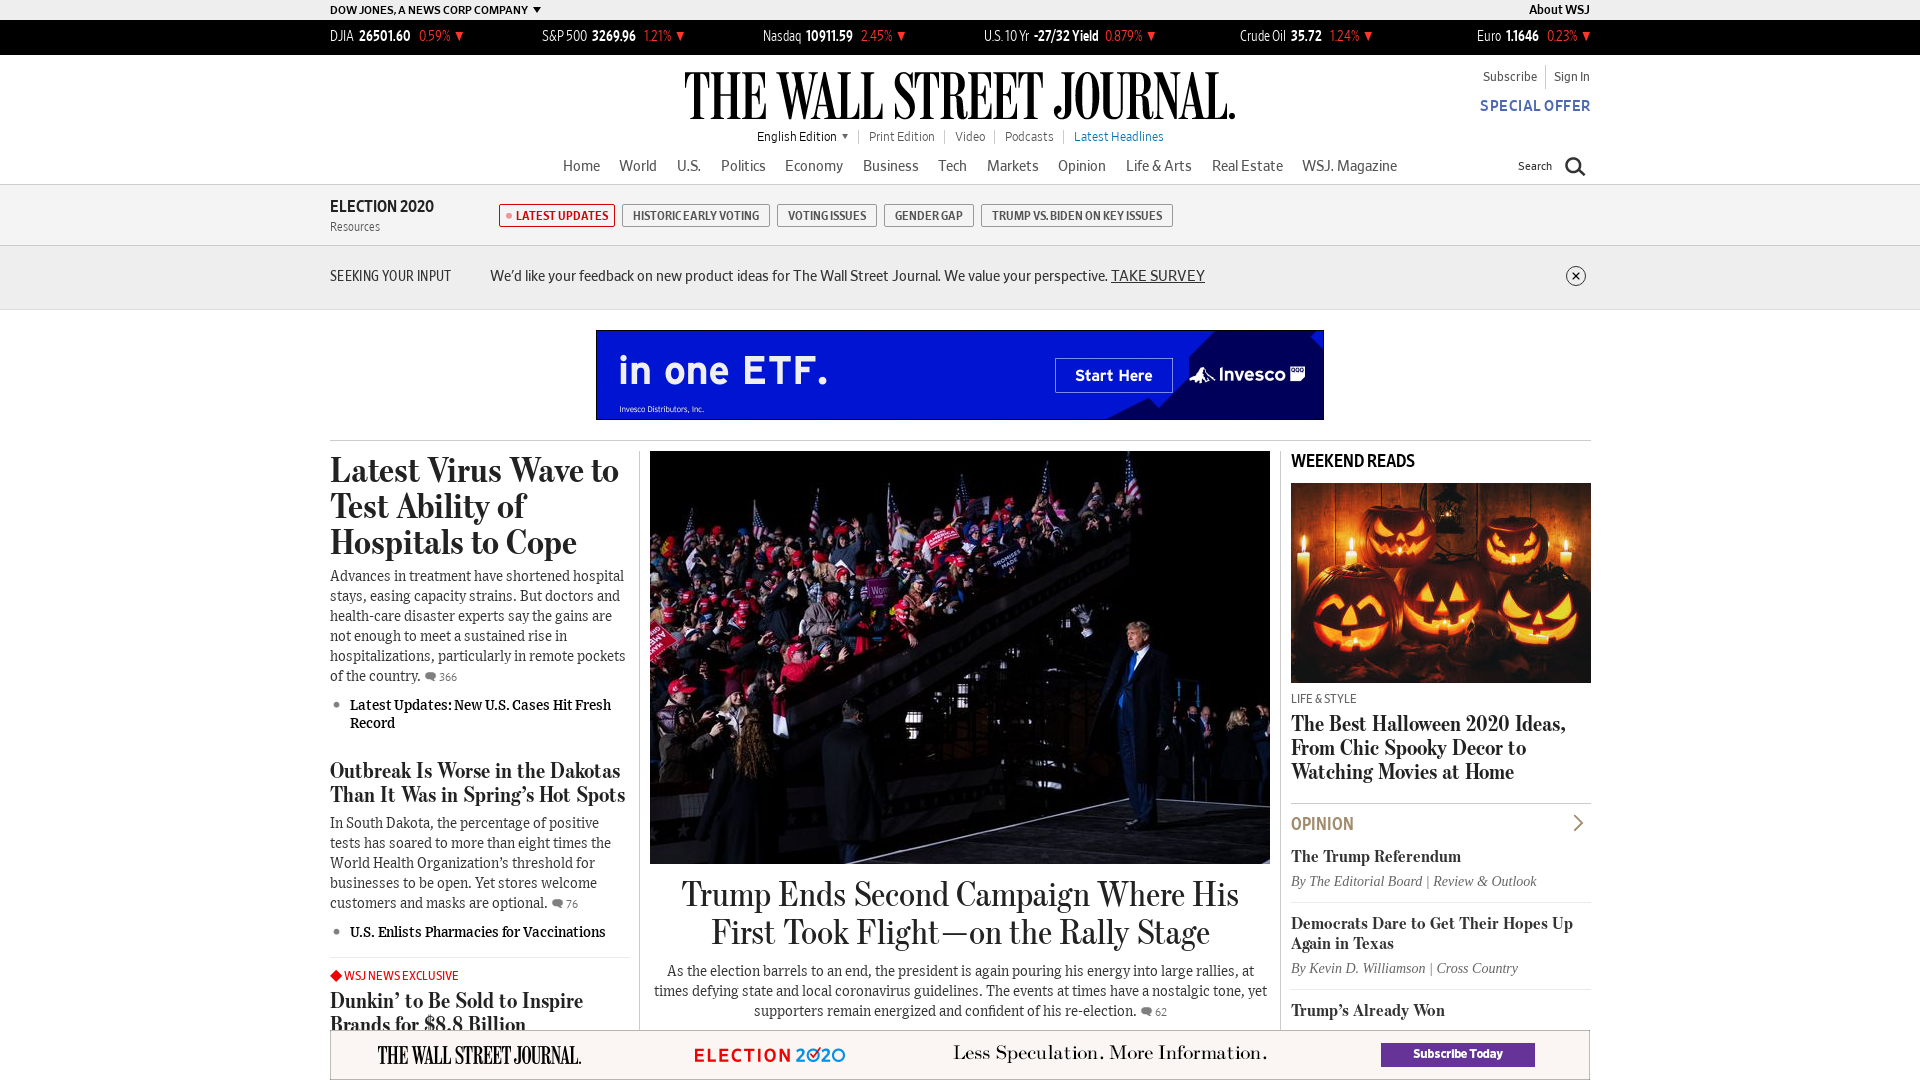 DOW JONES, A NEWS CORP COMPANY
About WSJ
DJIA 26501.60 0.59%
S&P 500 3269.96 1.21%
Nasdaq 10911.59 2.45%
U.S. 10 Yr -27/32 Yield 0.879%
Crude Oil 35.72 1.24%
Euro 1.1646 0.23%
THE WALL STREET JOURNAL.
Subscribe
Sign In
SPECIAL OFFER
English Edition
Print Edition
Video
Podcasts
Latest Headlines
Home World U.S. Politics Economy Business Tech Markets Opinion Life & Arts Real Estate WSJ. Magazine
Search
ELECTION 2020
Resources
LATEST UPDATES
HISTORIC EARLY VOTING
VOTING ISSUES
GENDER GAP
TRUMP VS. BIDEN ON KEY ISSUES
SEEKING YOUR INPUT
We’d like your feedback on new product ideas for The Wall Street Journal. We value your perspective. TAKE SURVEY
in one ETF.
Invesco Distributors, Inc.
Start Here
Invesco QQQ
Latest Virus Wave to
Test Ability of
Hospitals to Cope
Advances in treatment have shortened hospital
stays, easing capacity strains. But doctors and
health-care disaster experts say the gains are
not enough to meet a sustained rise in
hospitalizations, particularly in remote pockets
of the country. 366
Latest Updates: New U.S. Cases Hit Fresh
Record
Outbreak Is Worse in the Dakotas
Than It Was in Spring’s Hot Spots
In South Dakota, the percentage of positive
tests has soared to more than eight times the
World Health Organization’s threshold for
businesses to be open. Yet stores welcome
customers and masks are optional. 76
U.S. Enlists Pharmacies for Vaccinations
WSJ NEWS EXCLUSIVE
Dunkin’ to Be Sold to Inspire
Brands for $8.8 Billion
PROMISES
MADE
Trump Ends Second Campaign Where His
First Took Flight—on the Rally Stage
As the election barrels to an end, the president is again pouring his energy into large rallies, at
times defying state and local coronavirus guidelines. The events at times have a nostalgic tone, yet
supporters remain energized and confident of his re-election. 62
WEEKEND READS
LIFE & STYLE
The Best Halloween 2020 Ideas,
From Chic Spooky Decor to
Watching Movies at Home
OPINION
The Trump Referendum
By The Editorial Board | Review & Outlook
Democrats Dare to Get Their Hopes Up
Again in Texas
By Kevin D. Williamson | Cross Country
Trump’s Already Won
THE WALL STREET JOURNAL.
ELECTION 2020
Less Speculation. More Information.
Subscribe Today